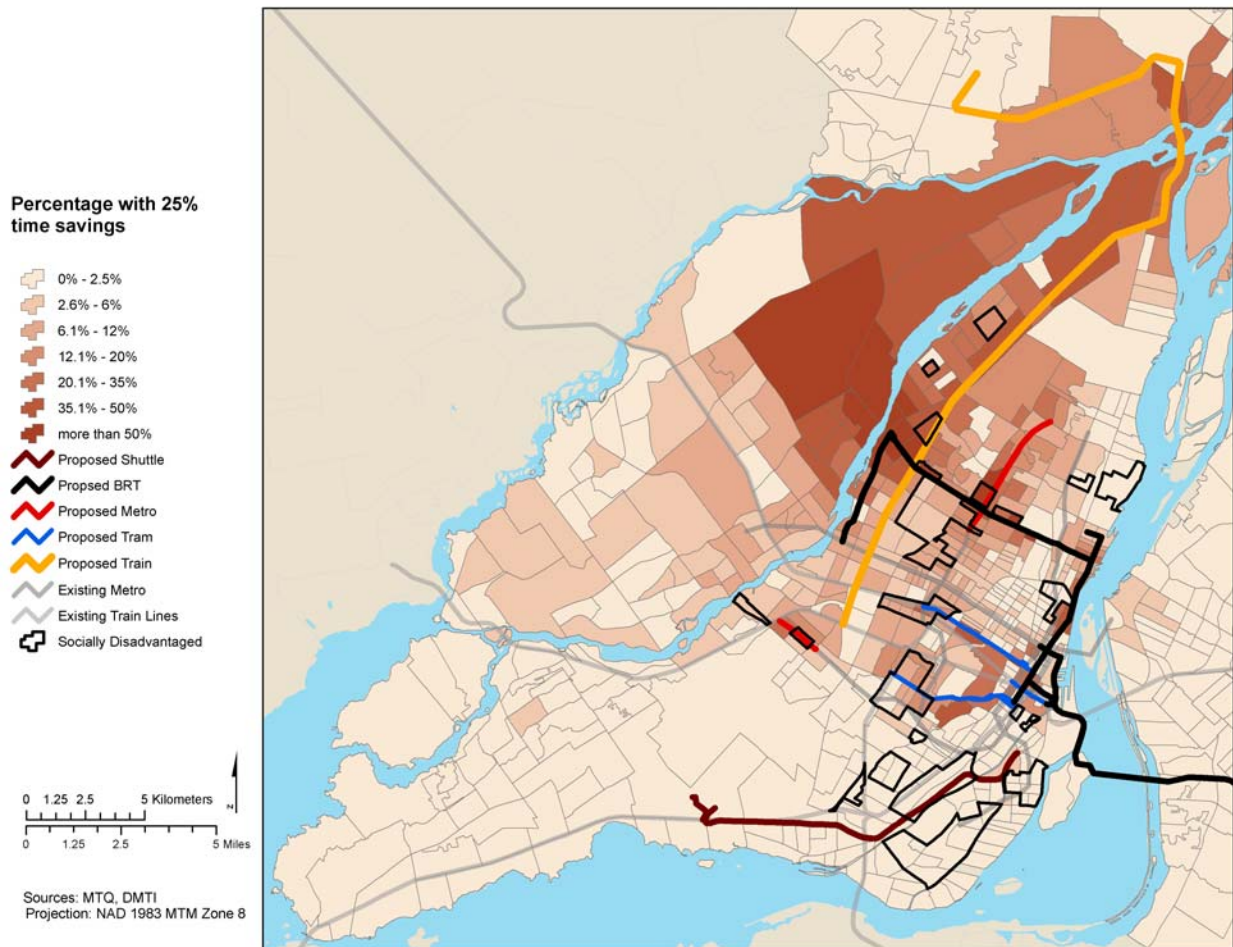 Percentage with 25%
time savings
0% - 2.5%
2.6% - 6%
6.1% - 12%
12.1% - 20%
20.1% - 35%
35.1% - 50%
more than 50%
Proposed Shuttle
Propsed BRT
Proposed Metro
Proposed Tram
Proposed Train
Existing Metro
Existing Train Lines
Socially Disadvantaged
N
0 1.25 2.5 5 Kilometers
0 1.25 2.5 5 Miles
Sources: MTQ, DMTI
Projection: NAD 1983 MTM Zone 8